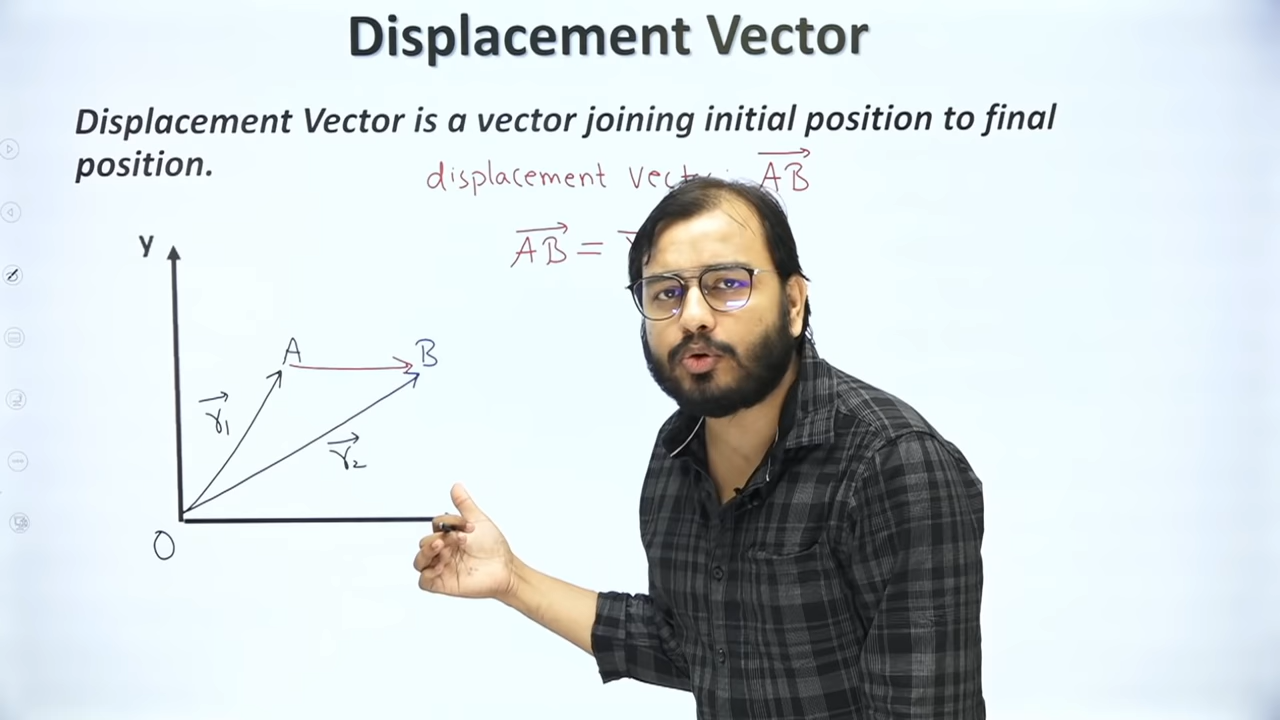 Displacement Vector
Displacement Vector is a vector joining initial position to final
position.
displacement AB
AB =
Y
A
B
r₁
r₂
O